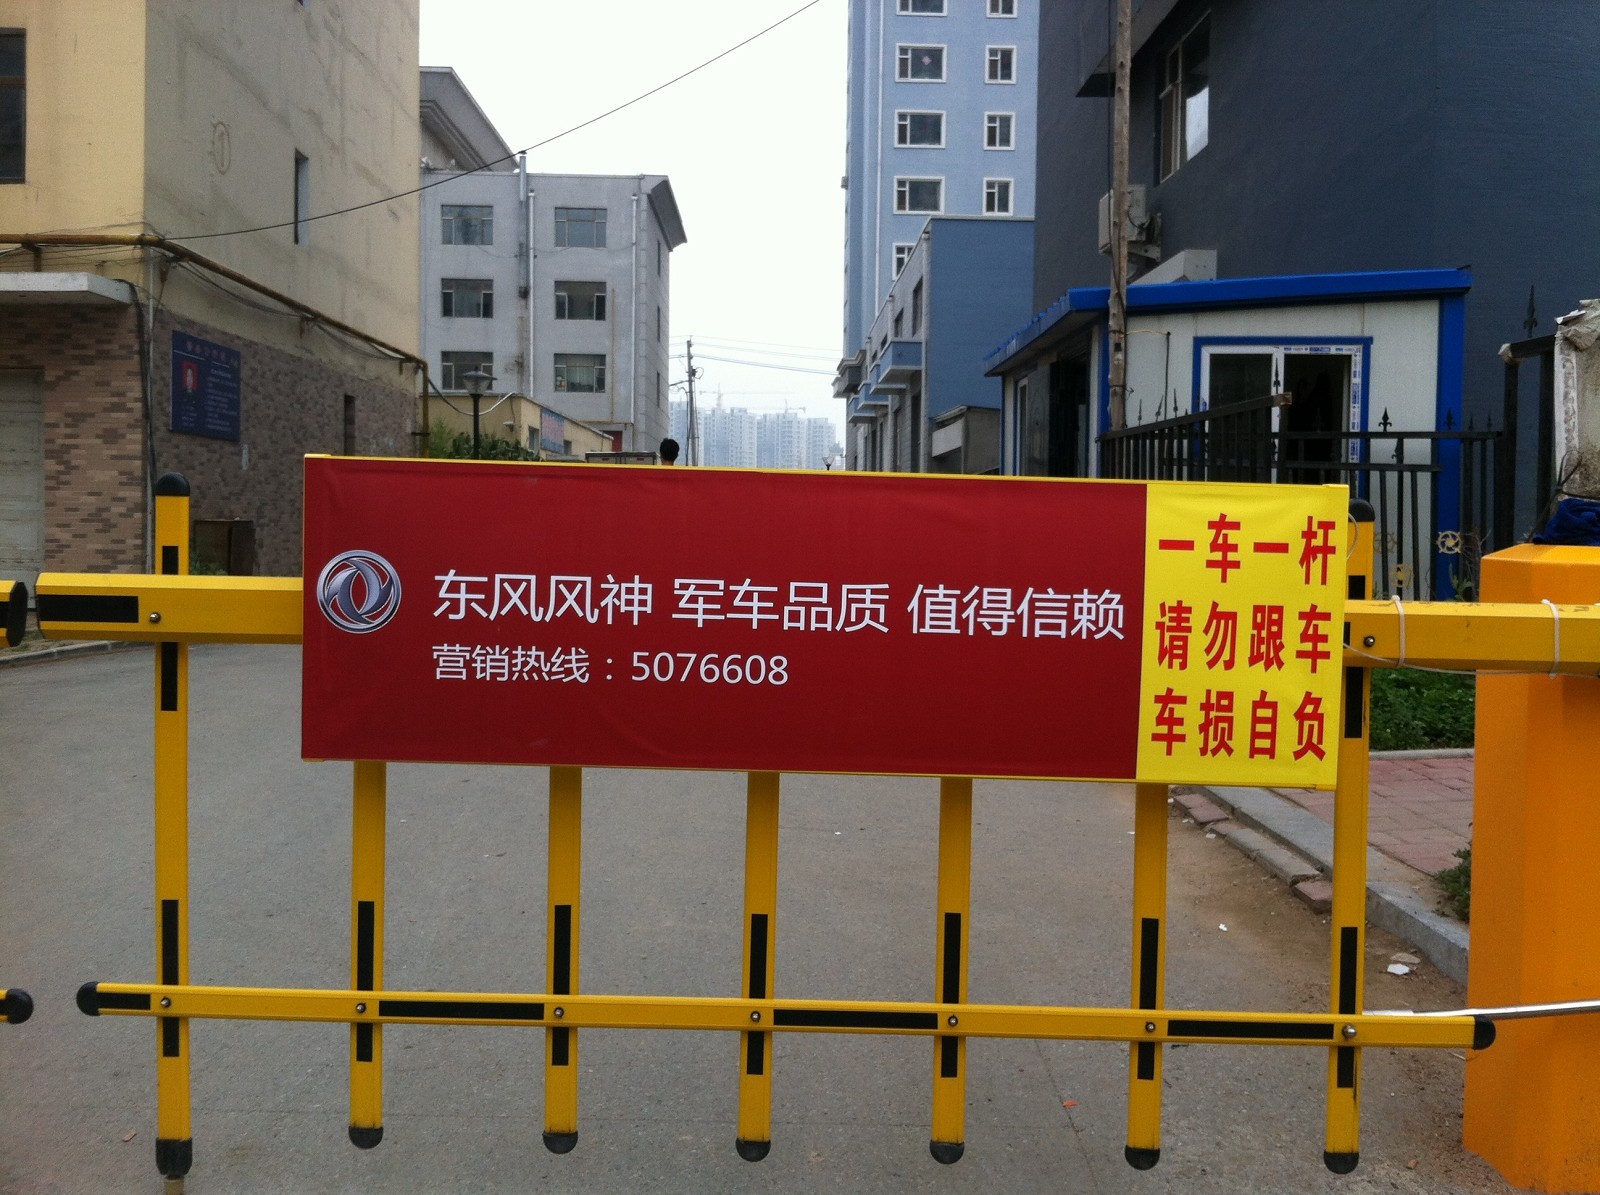 东风风神 军车品质 值得信赖
营销热线：5076608
一车一杆
请勿跟车
车损自负